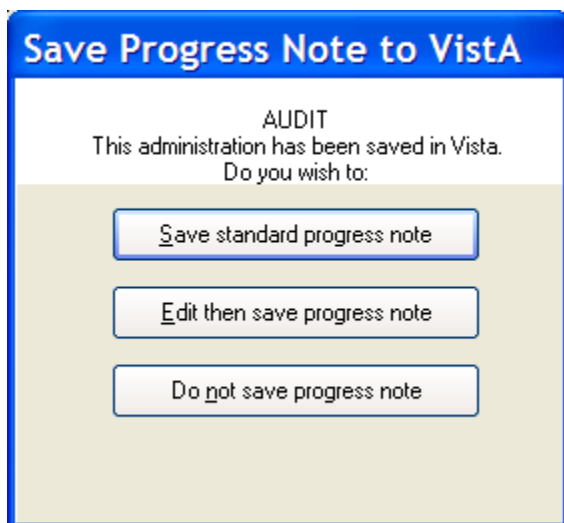 Save Progress Note to VistA
AUDIT
This administration has been saved in Vista.
Do you wish to:
Save standard progress note
Edit then save progress note
Do not save progress note